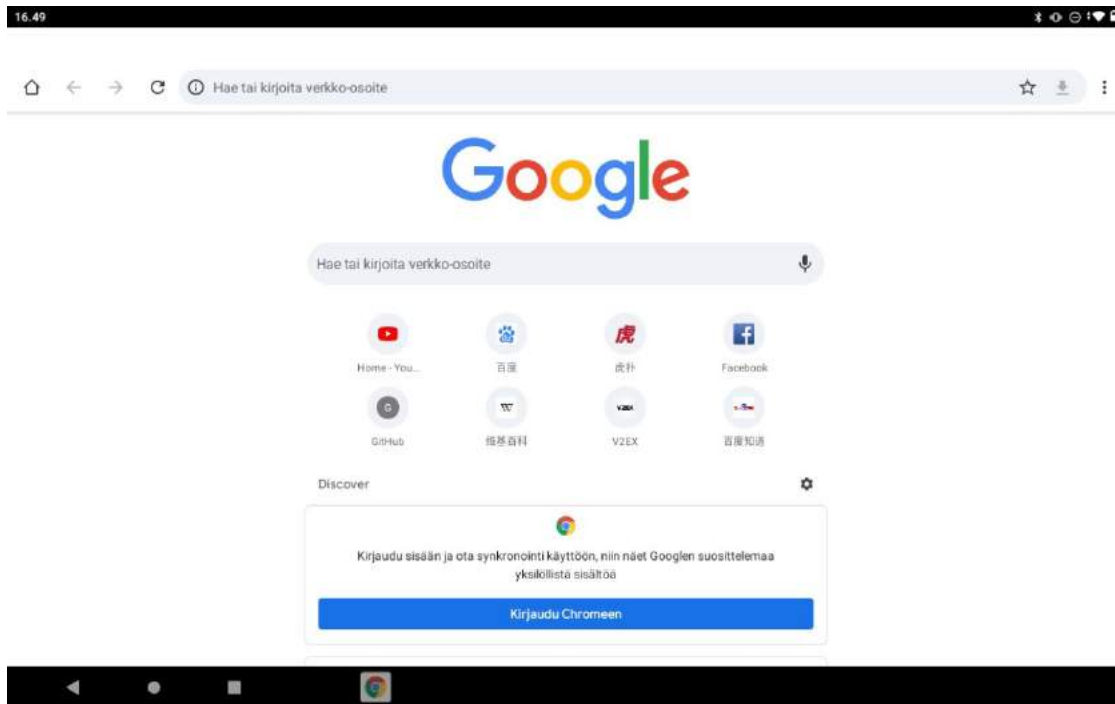 16.49
Hae tai kirjoita verkko-osoite
Google
Hae tai kirjoita verkko-osoite
Home - You...
百度
虎
虎扑
Facebook
G
GitHub
W
维基百科
V2EX
V2EX
百度知道
Discover
Kirjaudu sisään ja ota synkronointi käyttöön, niin näet Googlen suosittelemaa
yksilöllistä sisältöä
Kirjaudu Chromeen